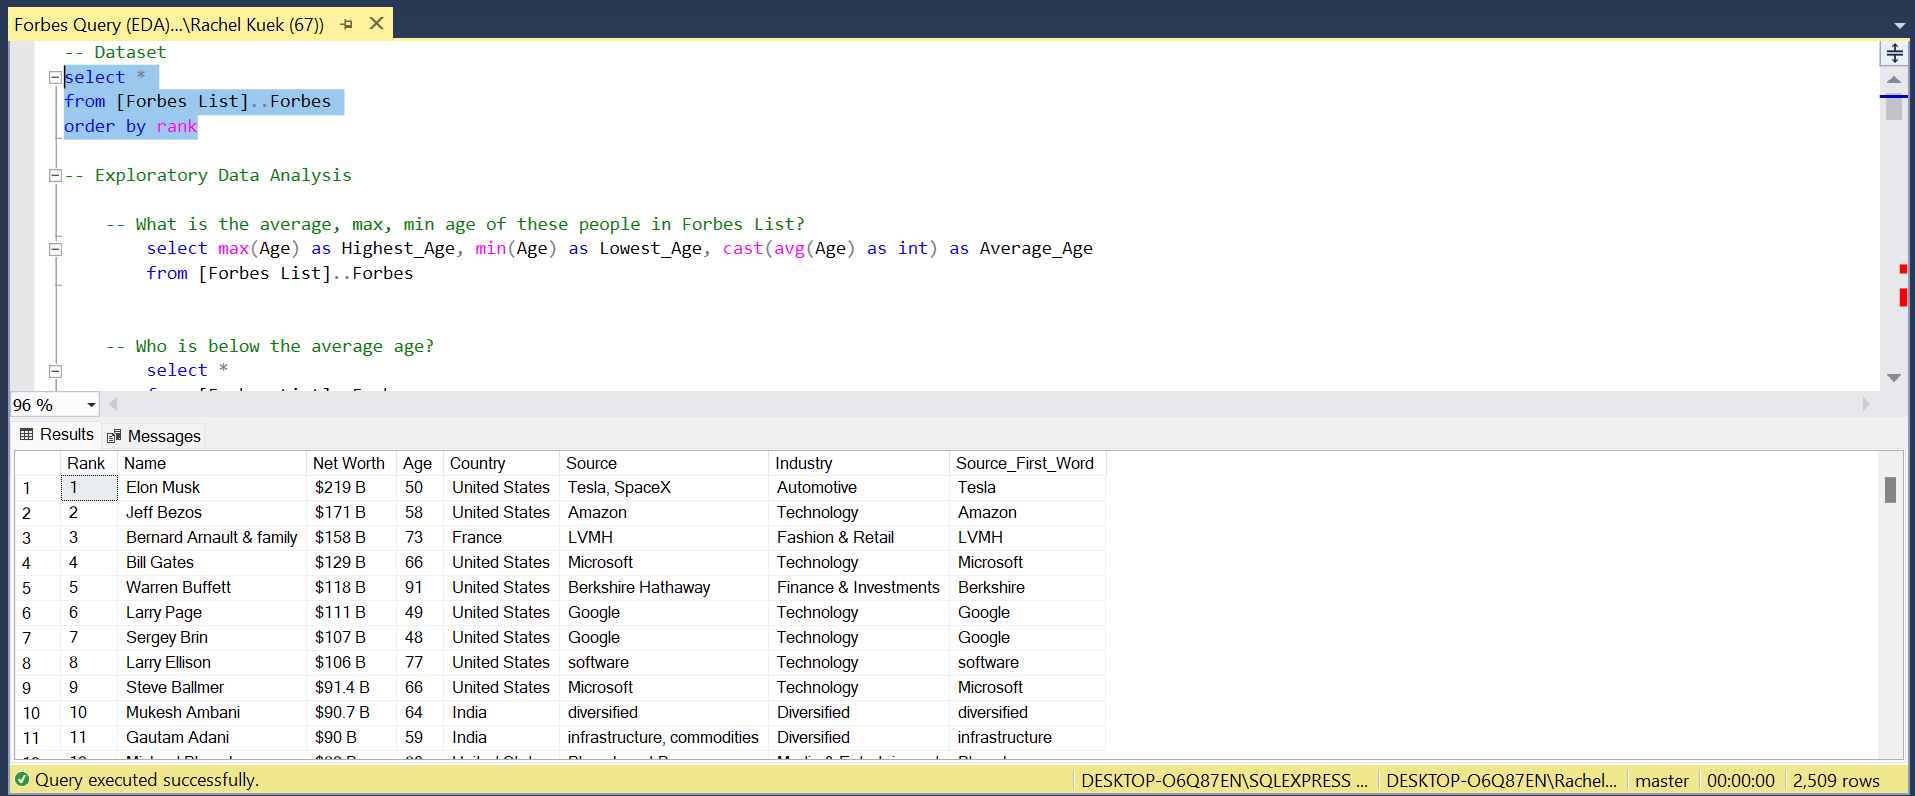 Forbes Query (EDA)...\Rachel Kuek (67))
-- Dataset
select *
from [Forbes List]..Forbes
order by rank
-- Exploratory Data Analysis
-- What is the average, max, min age of these people in Forbes List?
select max(Age) as Highest_Age, min(Age) as Lowest_Age, cast(avg(Age) as int) as Average_Age
from [Forbes List]..Forbes
-- Who is below the average age?
select *
96 %
Results Messages
Rank Name Net Worth Age Country Source Industry Source_First_Word
1 1 Elon Musk $219 B 50 United States Tesla, SpaceX Automotive Tesla
2 2 Jeff Bezos $171 B 58 United States Amazon Technology Amazon
3 3 Bernard Arnault & family $158 B 73 France LVMH Fashion & Retail LVMH
4 4 Bill Gates $129 B 66 United States Microsoft Technology Microsoft
5 5 Warren Buffett $118 B 91 United States Berkshire Hathaway Finance & Investments Berkshire
6 6 Larry Page $111 B 49 United States Google Technology Google
7 7 Sergey Brin $107 B 48 United States Google Technology Google
8 8 Larry Ellison $106 B 77 United States software Technology software
9 9 Steve Ballmer $91.4 B 66 United States Microsoft Technology Microsoft
10 10 Mukesh Ambani $90.7 B 64 India diversified Diversified diversified
11 11 Gautam Adani $90 B 59 India infrastructure, commodities Diversified infrastructure
Query executed successfully. DESKTOP-O6Q87EN\SQLEXPRESS ... DESKTOP-O6Q87EN\Rachel... master 00:00:00 2,509 rows